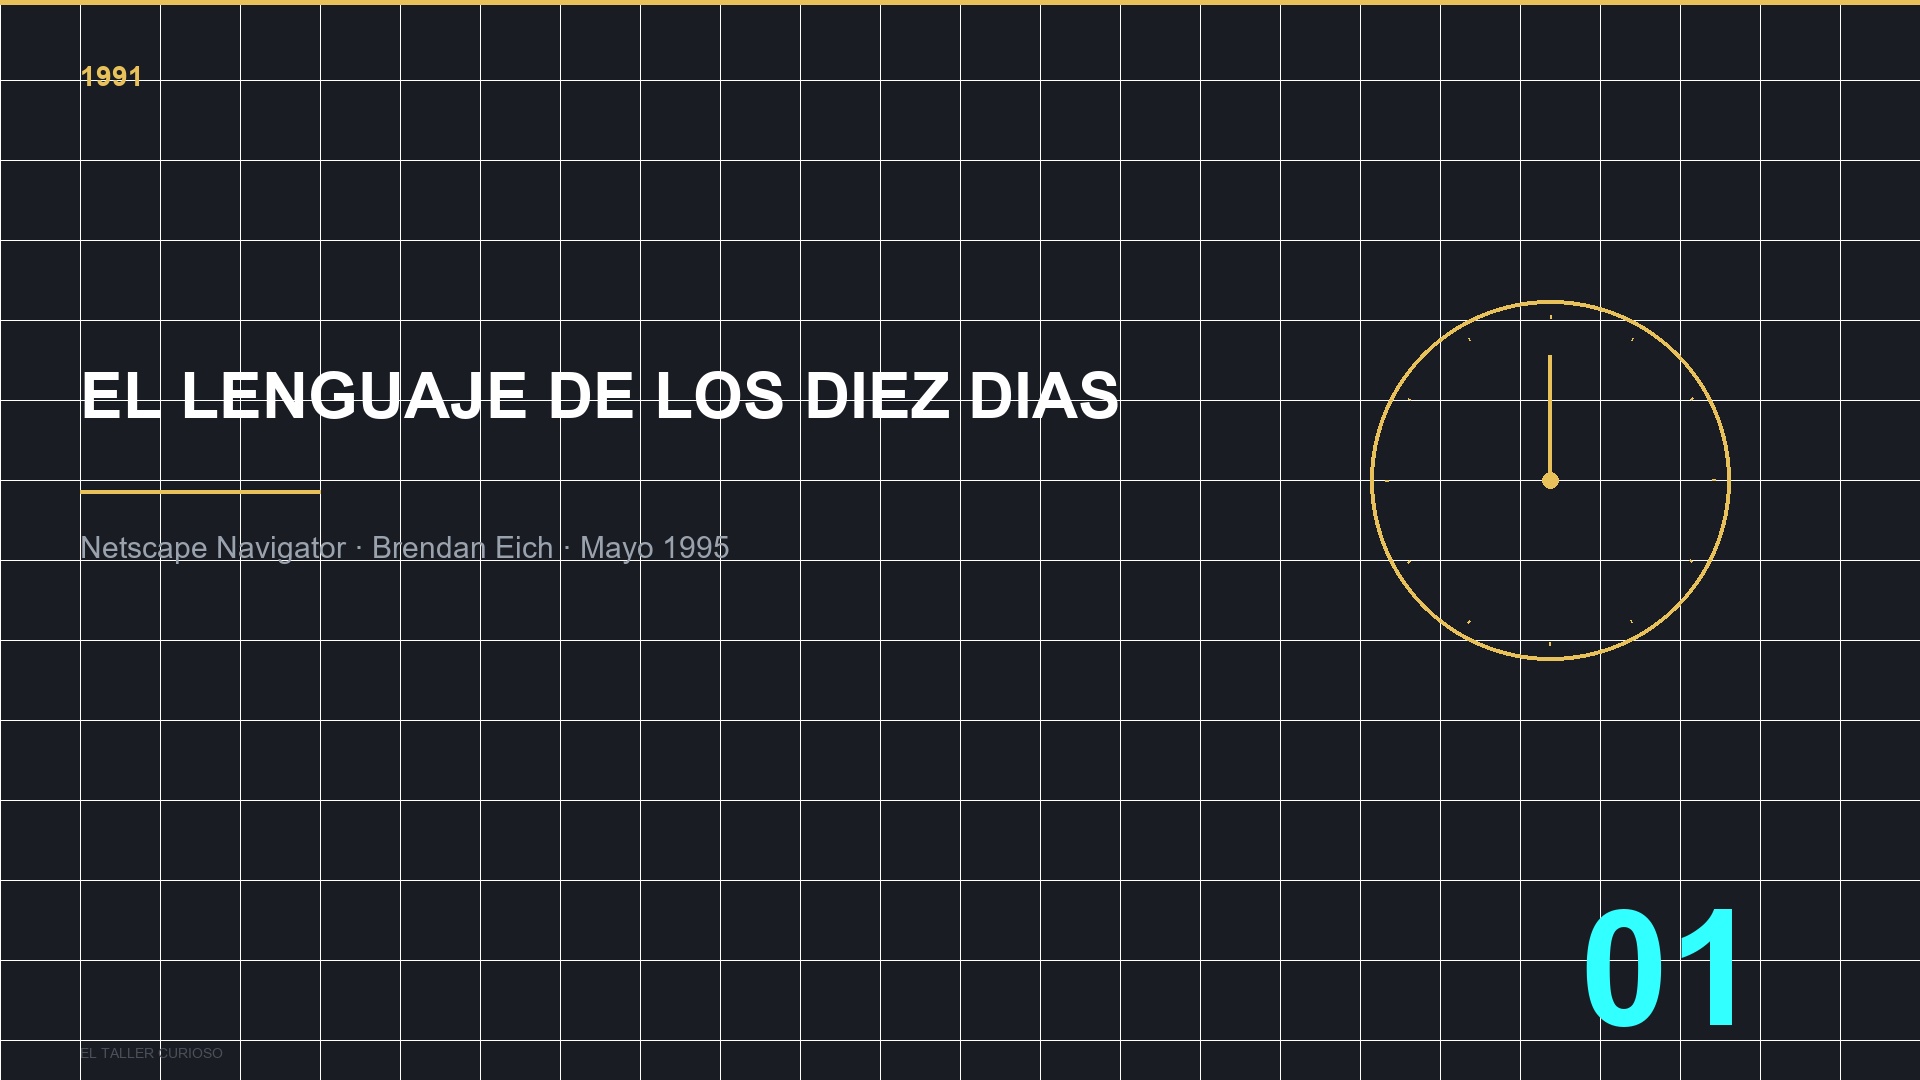 1991
EL LENGUAJE DE LOS DIEZ DIAS
Netscape Navigator · Brendan Eich · Mayo 1995
01
EL TALLER CURIOSO